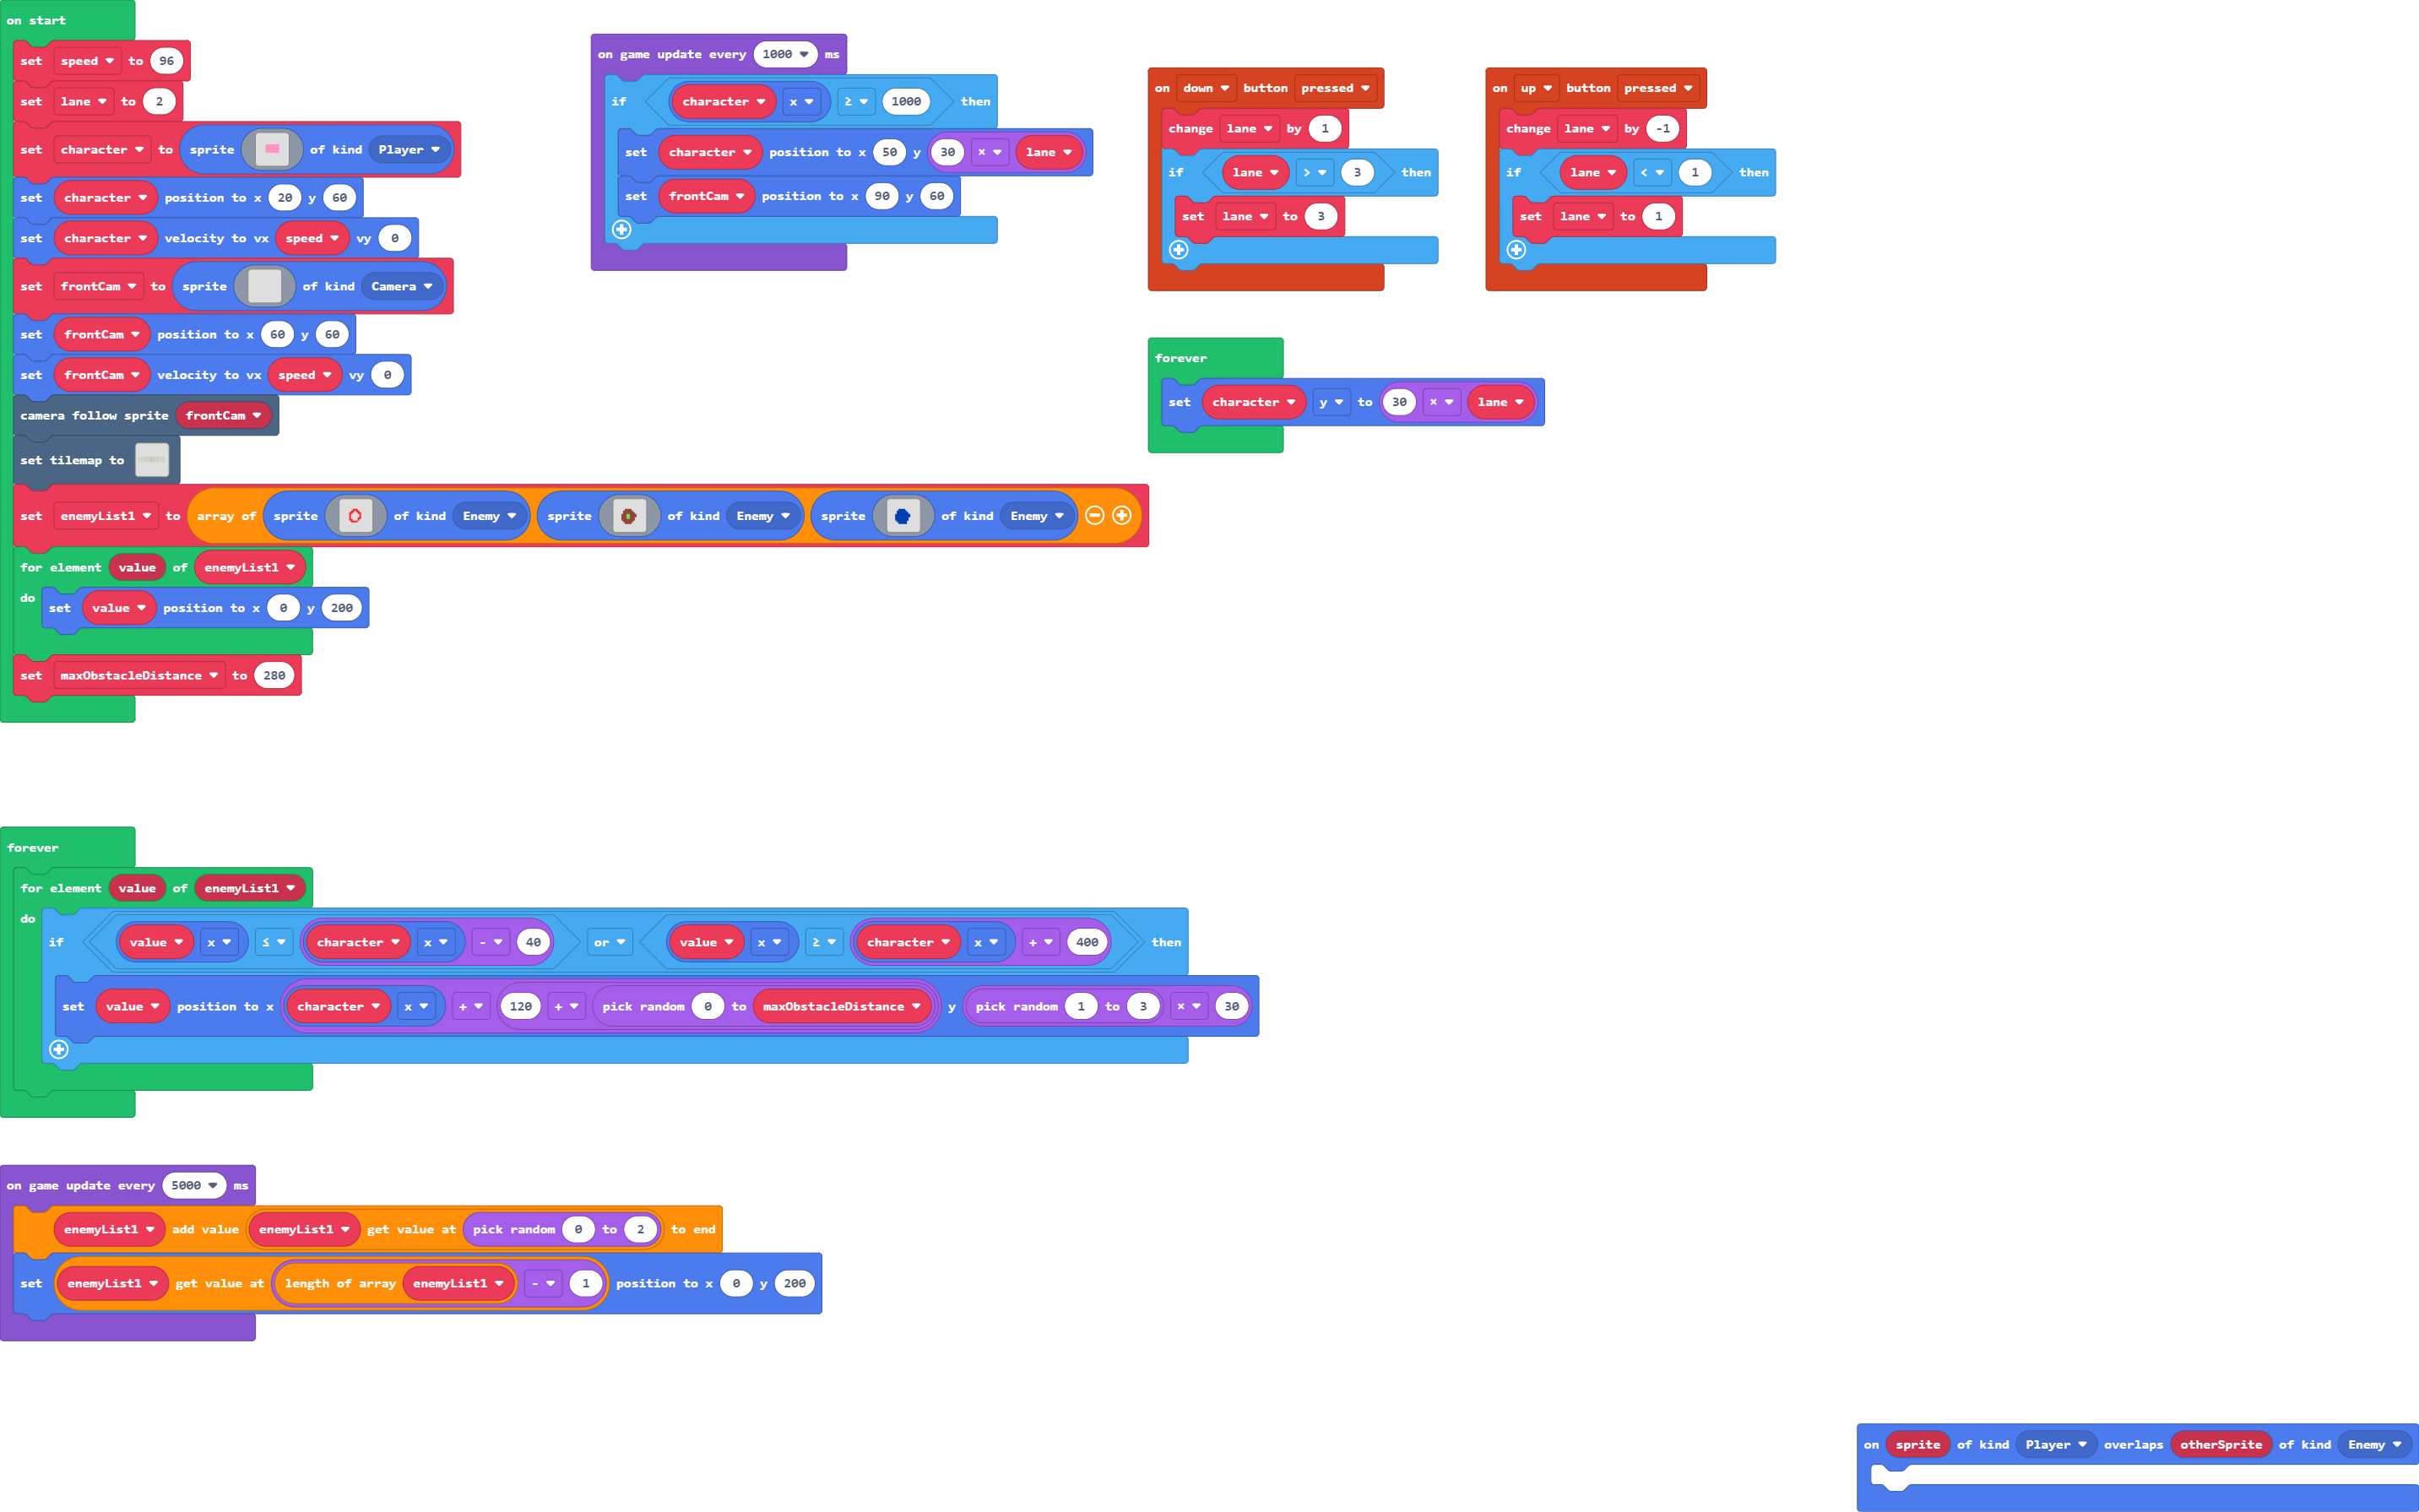 on start
set speed to 96
set lane to 2
set character to sprite of kind Player
set character position to x 20 y 60
set character velocity to vx speed vy 0
set frontCam to sprite of kind Camera
set frontCam position to x 60 y 60
set frontCam velocity to vx speed vy 0
camera follow sprite frontCam
set tilemap to
set enemyList1 to array of sprite of kind Enemy sprite of kind Enemy sprite of kind Enemy
for element value of enemyList1
do set value position to x 0 y 200
set maxObstacleDistance to 280
on game update every 1000 ms
if character x ≥ 1000 then
set character position to x 50 y 30 × lane
set frontCam position to x 90 y 60
on down button pressed
change lane by 1
if lane > 3 then
set lane to 3
on up button pressed
change lane by -1
if lane < 1 then
set lane to 1
forever
set character y to 30 × lane
forever
for element value of enemyList1
do
if value x ≤ character x - 40 or value x ≥ character x + 400 then
set value position to x character x + 120 + pick random 0 to maxObstacleDistance y pick random 1 to 3 × 30
on game update every 5000 ms
enemyList1 add value enemyList1 get value at pick random 0 to 2 to end
set enemyList1 get value at length of array enemyList1 - 1 position to x 0 y 200
on sprite of kind Player overlaps otherSprite of kind Enemy